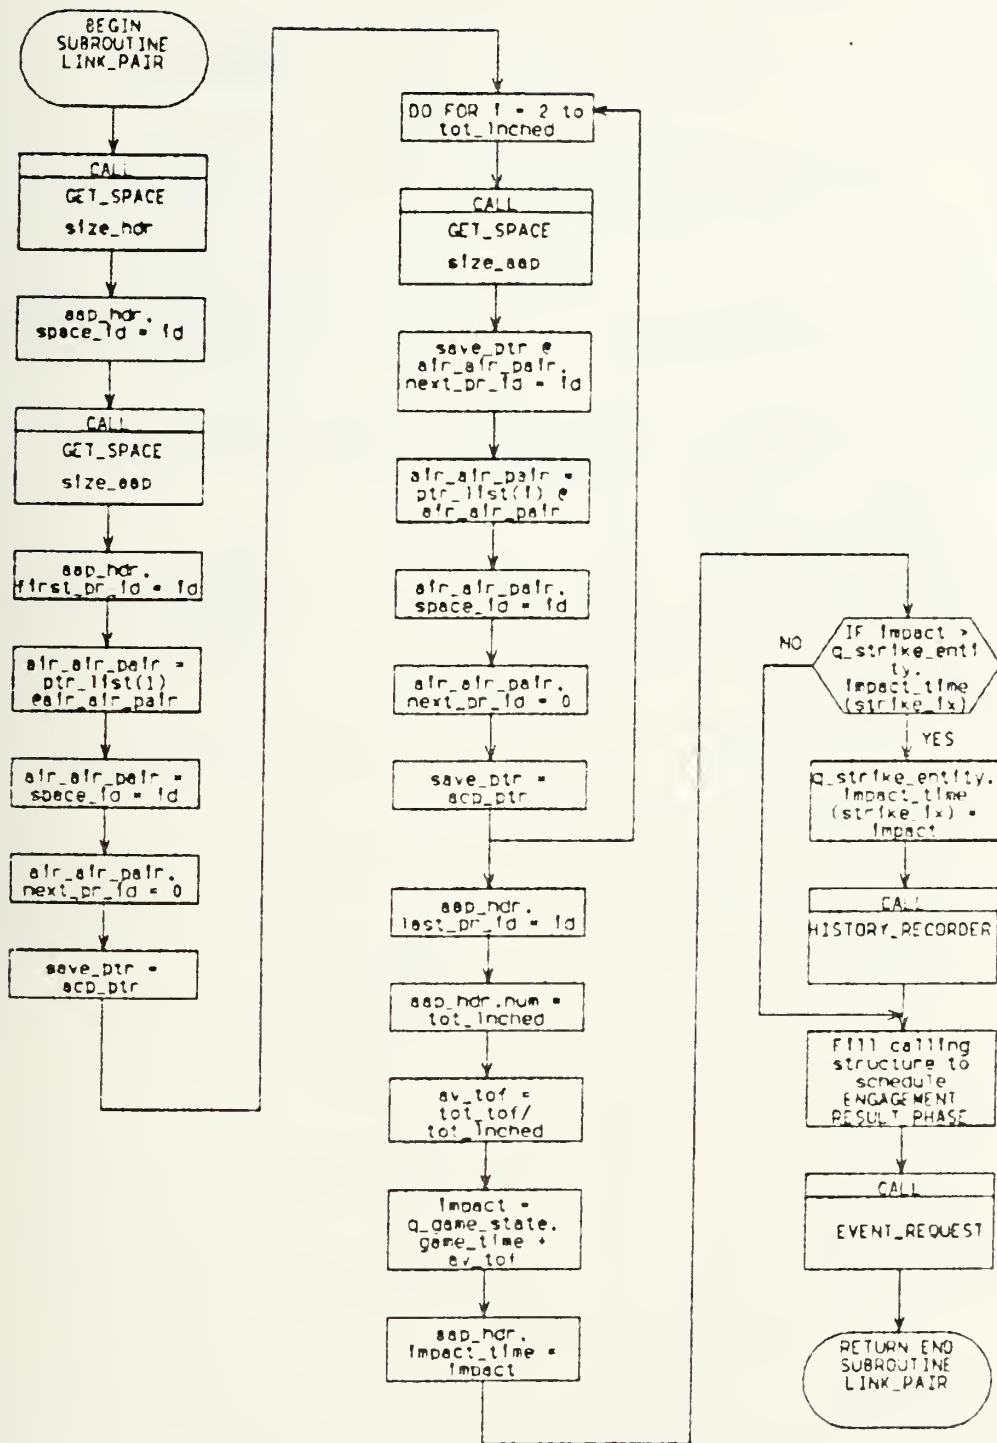 BEGIN
SUBROUTINE
LINK_PAIR
CALL
GET_SPACE
size_hdr
aap_hdr.
space_id = id
CALL
GET_SPACE
size_aap
aap_hdr.
first_pr_id = id
air_air_pair =
ptr_list(1)
@air_air_pair
air_air_pair =
space_id = id
air_air_pair.
next_pr_id = 0
save_ptr =
acp_ptr
DO FOR i = 2 to
tot_lnched
CALL
GET_SPACE
size_aap
save_ptr @
air_air_pair.
next_pr_id = id
air_air_pair =
ptr_list(i) @
air_air_pair
air_air_pair.
space_id = id
air_air_pair.
next_pr_id = 0
save_ptr =
acp_ptr
aap_hdr.
last_pr_id = id
aap_hdr.num =
tot_lnched
av_tof =
tot_tof/
tot_lnched
impact =
q_game_state.
game_time +
av_tof
aap_hdr.
impact_time =
impact
NO
IF impact >
q_strike_enti
ty.
impact_time
(strike_ix)
YES
q_strike_entity.
impact_time
(strike_ix) =
impact
CALL
HISTORY_RECORDER
Fill calling
structure to
schedule
ENGAGEMENT
RESULT_PHASE
CALL
EVENT_REQUEST
RETURN END
SUBROUTINE
LINK_PAIR